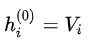 h_i^{(0)} = V_i